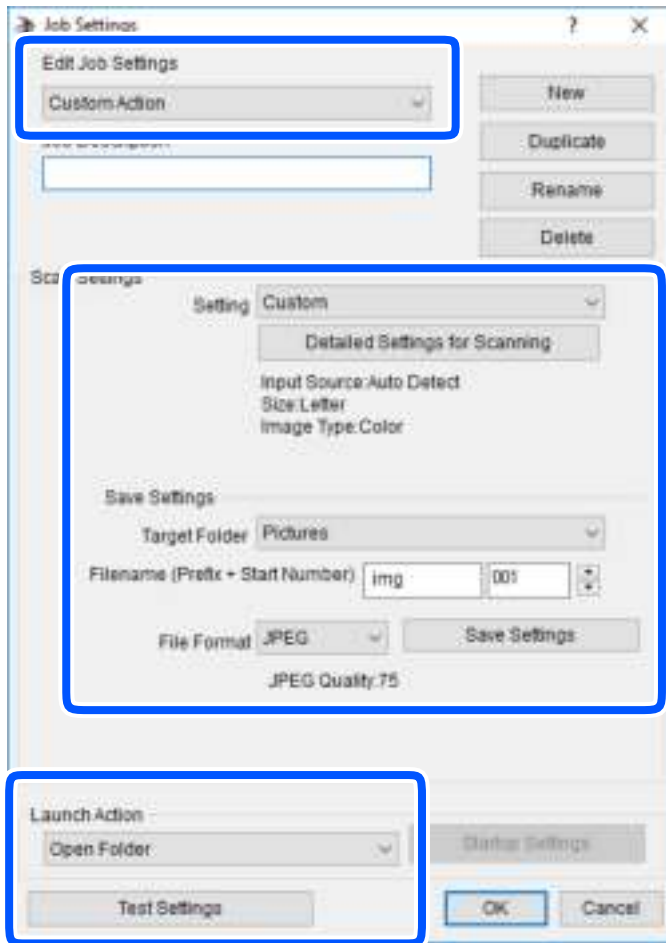 Job Settings ? ×
Edit Job Settings
Custom Action
New
Duplicate
Rename
Delete
Settings
Setting Custom
Detailed Settings for Scanning
Input Source:Auto Detect
Size:Letter
Image Type:Color
Save Settings
Target Folder Pictures
Filename (Prefix + Start Number) img 001
File Format JPEG Save Settings
JPEG Quality:75
Launch Action
Open Folder Startup Settings
Test Settings OK Cancel